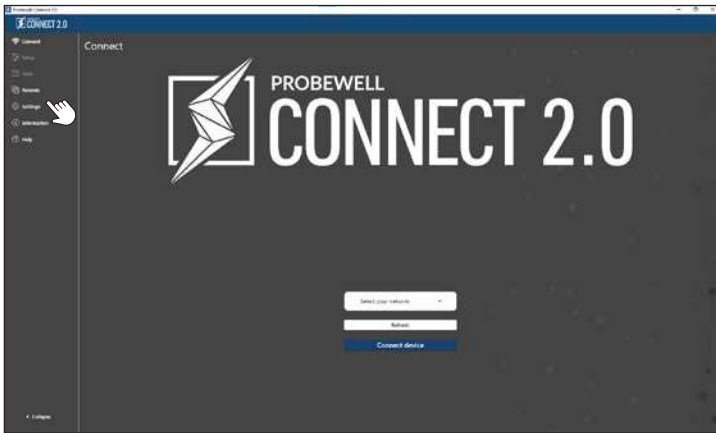 Probewell Connect 2.0
CONNECT 2.0
Connect
Setup
Records
Settings
Information
Help
Connect
PROBEWELL
CONNECT 2.0
Select your network
Refresh
Connect device
Collapse